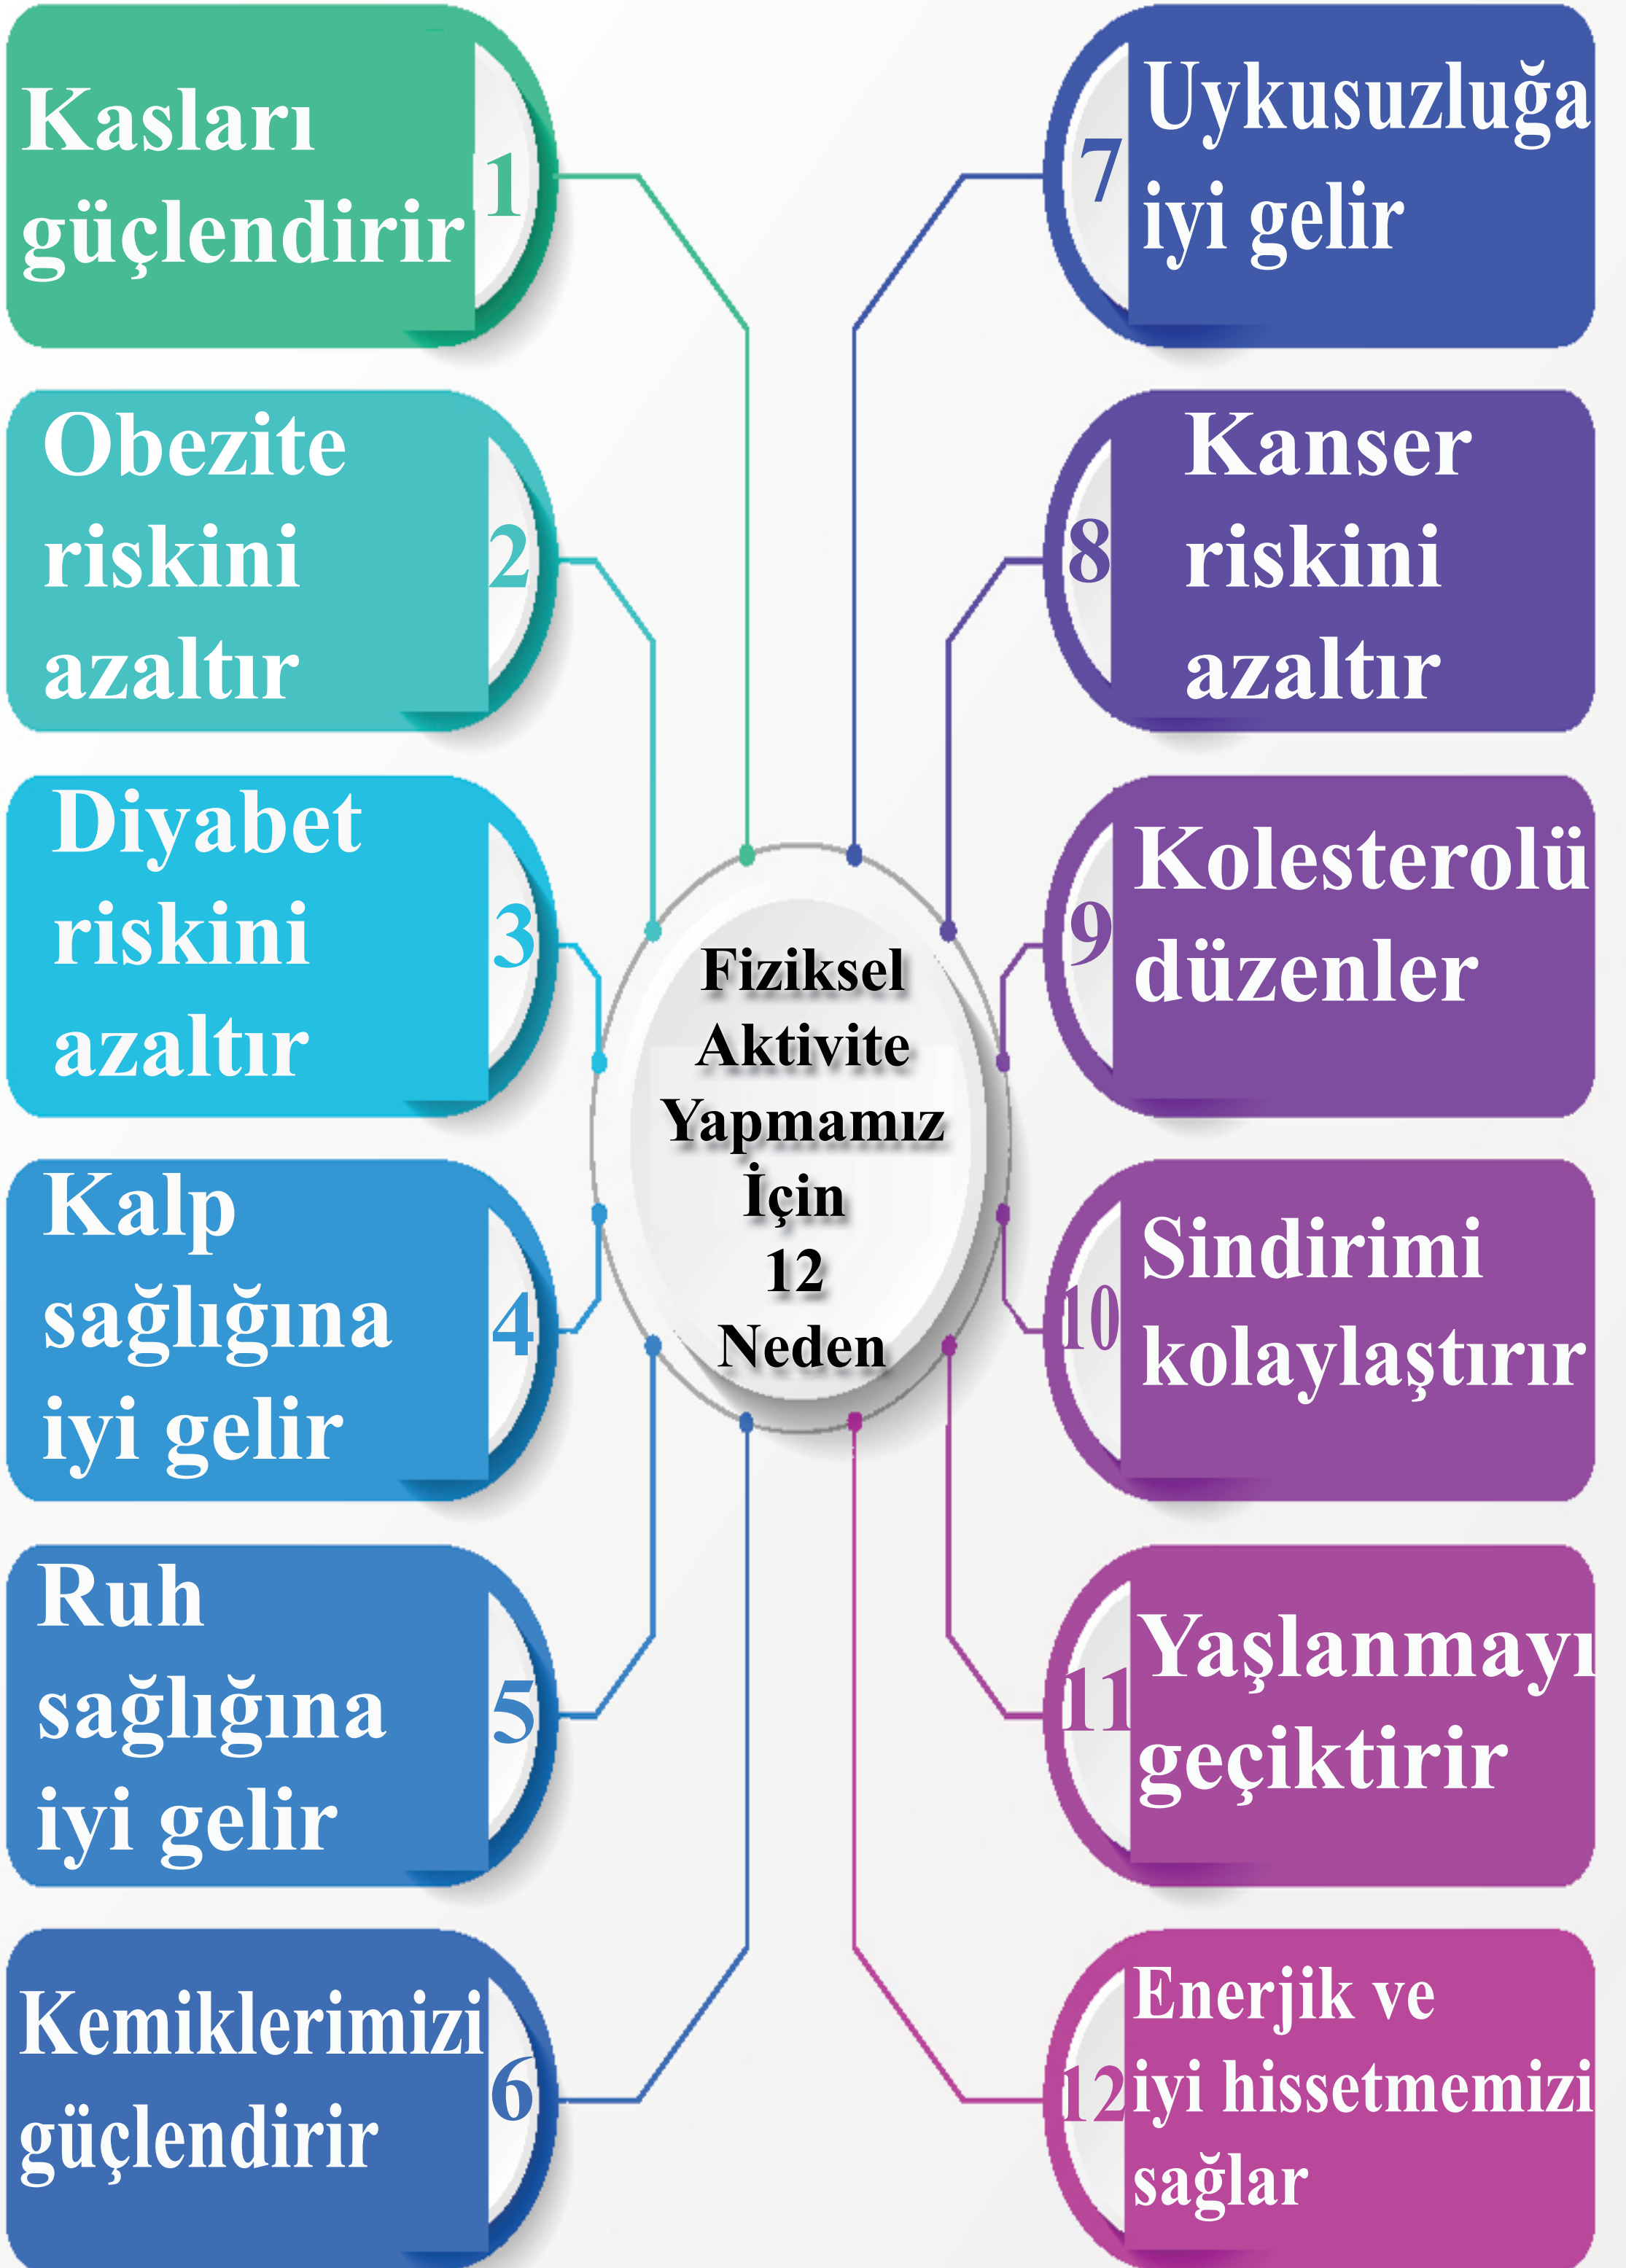 Kasları
güçlendirir
1
Obezite
riskini
azaltır
2
Diyabet
riskini
azaltır
3
Kalp
sağlığına
iyi gelir
4
Ruh
sağlığına
iyi gelir
5
Kemiklerimizi
güçlendirir
6
Fiziksel
Aktivite
Yapmamız
İçin
12
Neden
7
Uykusuzluğa
iyi gelir
8
Kanser
riskini
azaltır
9
Kolesterolü
düzenler
10
Sindirimi
kolaylaştırır
11
Yaşlanmayı
geçiktirir
12
Enerjik ve
iyi hissetmemizi
sağlar